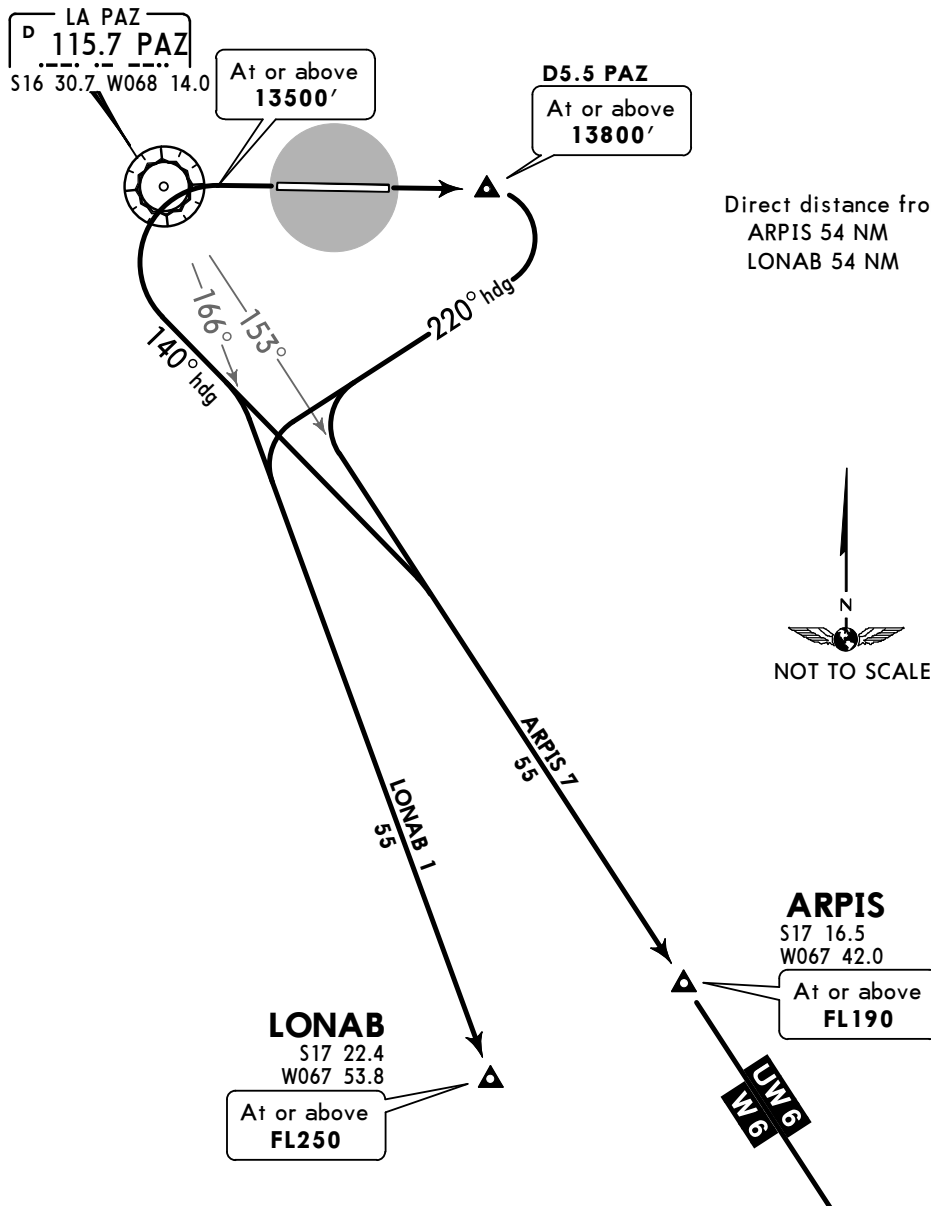 LA PAZ
D 115.7 PAZ
S16 30.7 W068 14.0
At or above
13500'
D5.5 PAZ
At or above
13800'
Direct distance fro
ARPIS 54 NM
LONAB 54 NM
220° hdg
166°
153°
140° hdg
N
NOT TO SCALE
ARPIS 7
55
LONAB 1
55
ARPIS
S17 16.5
W067 42.0
At or above
FL190
LONAB
S17 22.4
W067 53.8
At or above
FL250
UW 6
W 6